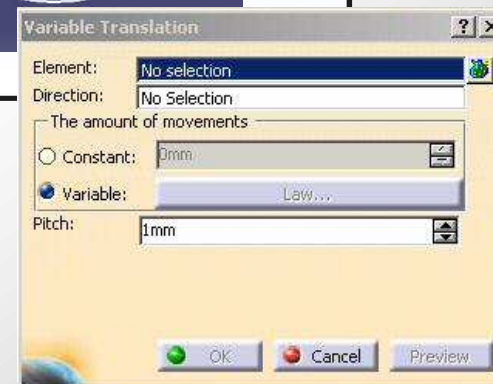 Variable Translation ? X
Element: No selection
Direction: No Selection
The amount of movements
Constant: 0mm
Variable: Law...
Pitch: 1mm
OK Cancel Preview